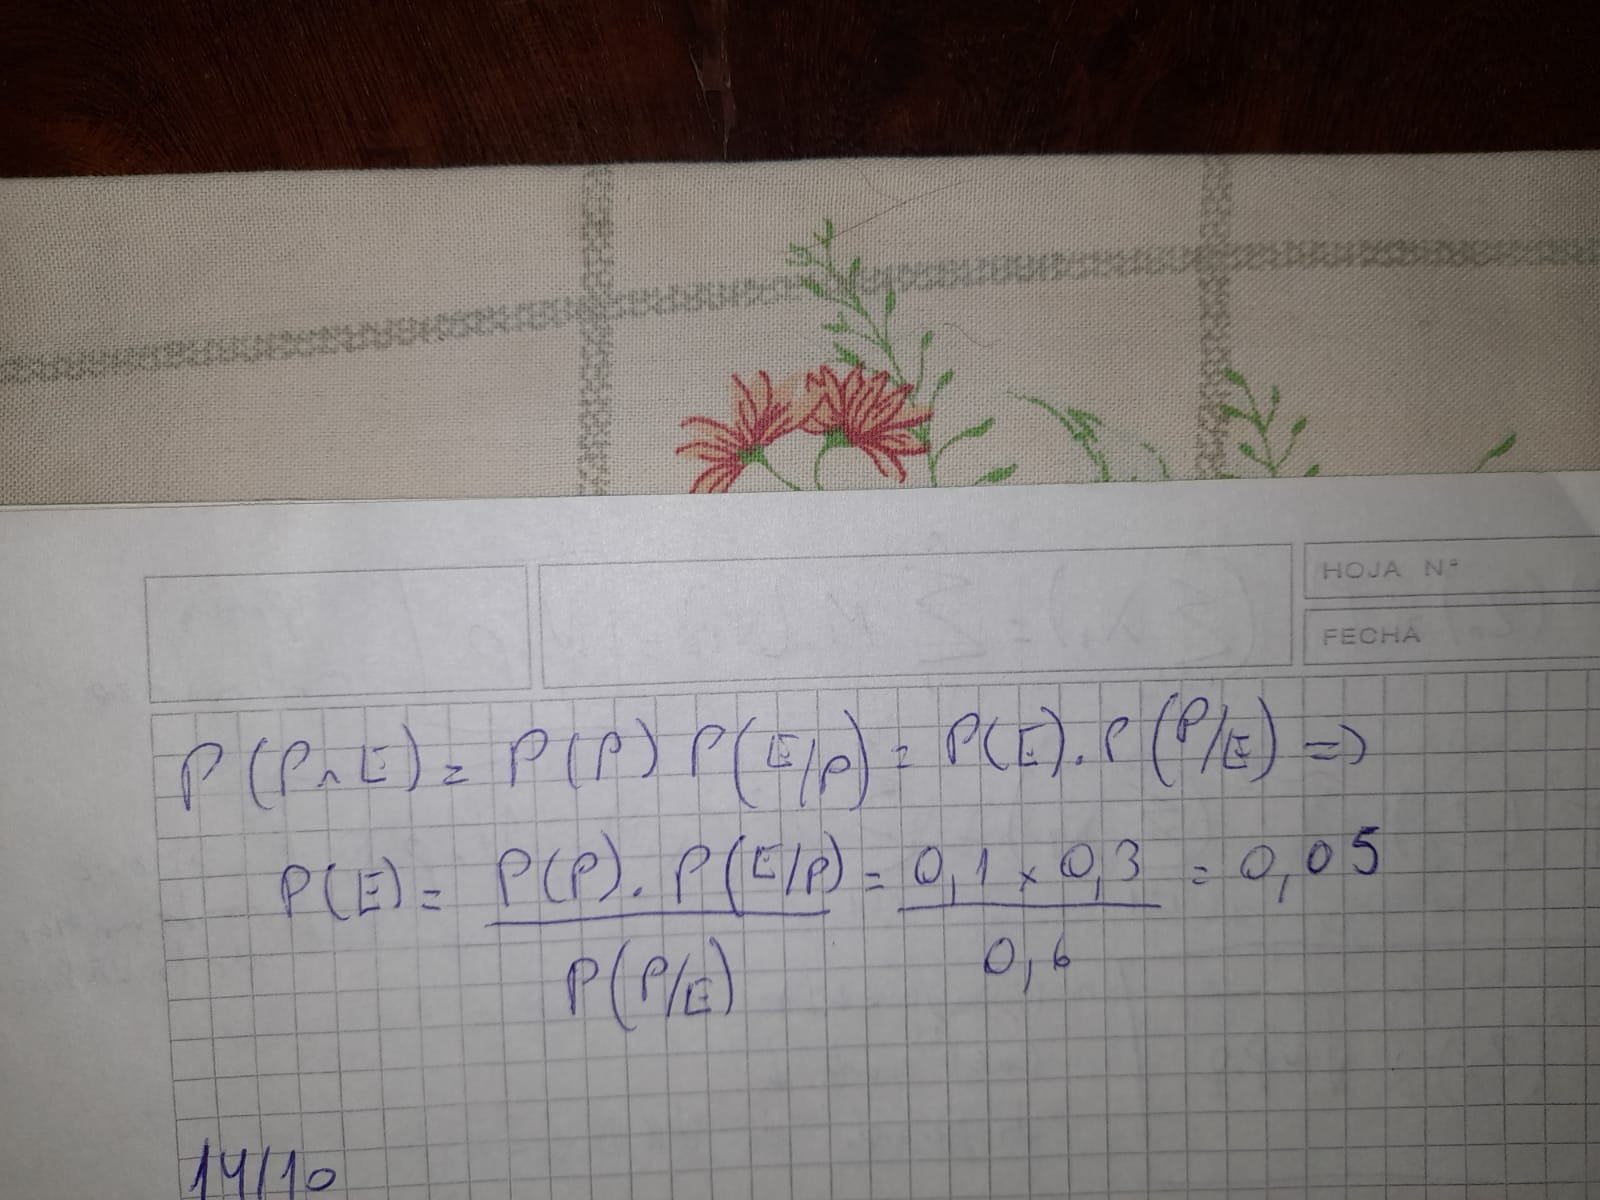 HOJA N°
FECHA
P(P∩E) = P(P) P(E/P) = P(E). P(P/E) =>
P(E) = P(P). P(E/P) / P(P/E) = 0,1 x 0,3 / 0,6 = 0,05
14/10